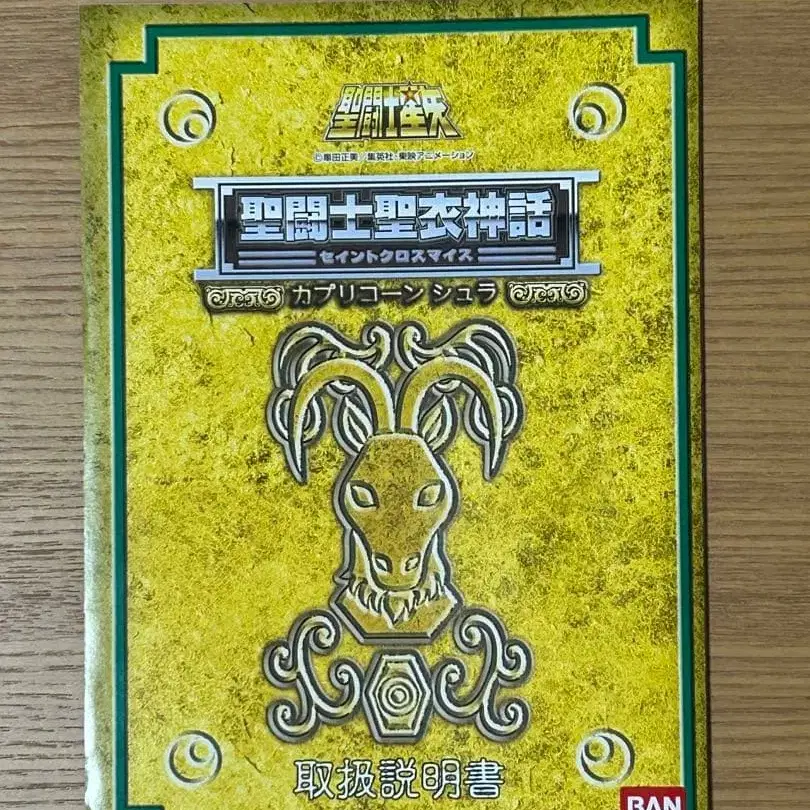 聖闘士星矢
©車田正美/集英社・東映アニメーション
聖闘士聖衣神話
セイントクロスマイス
カプリコーン シュラ
取扱説明書
BAN